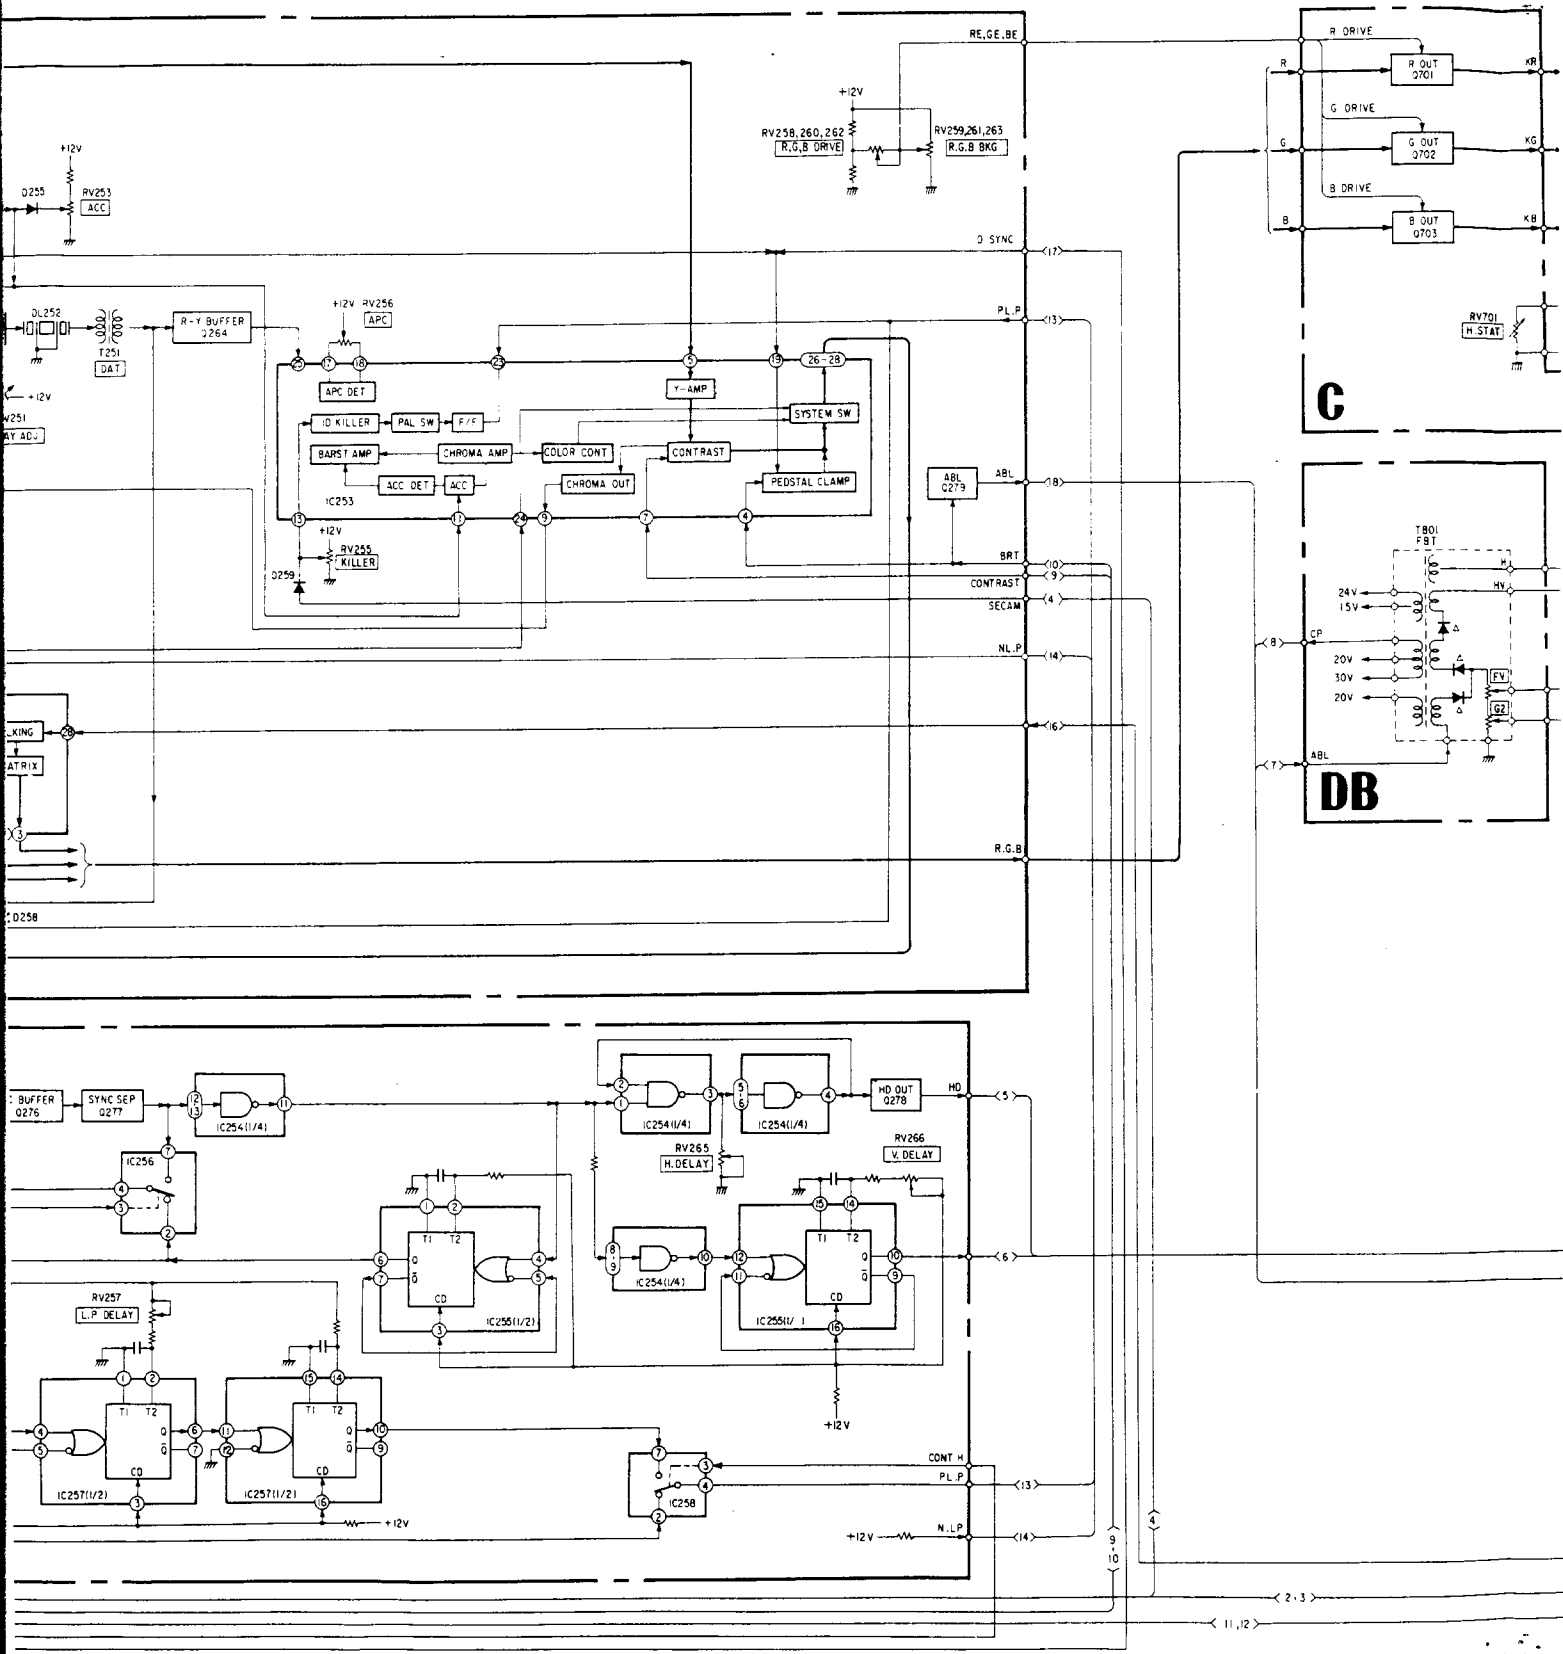 RE,GE,BE
R DRIVE
R
R OUT
Q701
KR
+12V
RV258,260,262
R,G,B DRIVE
RV259,261,263
R.G.B BKG
G DRIVE
G
G OUT
Q702
KG
B DRIVE
B
B OUT
Q703
KB
+12V
D255
RV253
ACC
D SYNC
17
PL.P
13
DL252
T251
DAT
R-Y BUFFER
Q264
+12V
RV256
APC
RV701
H.STAT
C
+12V
25
17
18
23
5
19
26-28
APC DET
Y-AMP
ID KILLER
PAL SW
F/F
SYSTEM SW
BARST AMP
CHROMA AMP
COLOR CONT
CONTRAST
ACC DET
ACC
CHROMA OUT
PEDSTAL CLAMP
IC253
13
11
24
9
7
4
ABL
Q279
ABL
18
+12V
RV255
KILLER
D259
BRT
10
9
CONTRAST
4
SECAM
NL.P
14
T801
FBT
H
HV
24V
15V
8
CP
20V
30V
20V
FV
G2
7
ABL
DB
28
16
3
R.G.B
D258
BUFFER
Q276
SYNC SEP
Q277
12
13
11
IC254(1/4)
2
1
3
IC254(1/4)
5
6
4
IC254(1/4)
HD OUT
Q278
HD
5
IC256
7
4
3
2
RV265
H.DELAY
RV266
V. DELAY
1
2
T1
T2
6
Q
7
Q̅
4
5
CD
3
IC255(1/2)
8
9
10
IC254(1/4)
15
14
T1
T2
12
11
Q
10
Q̅
9
CD
16
6
+12V
RV257
L.P DELAY
1
2
T1
T2
4
5
Q
6
Q̅
7
CD
3
IC257(1/2)
15
14
T1
T2
11
12
Q
10
Q̅
9
CD
16
IC257(1/2)
+12V
7
3
4
2
IC258
CONT H
PL.P
13
+12V
N.LP
14
9
10
4
2-3
11,12